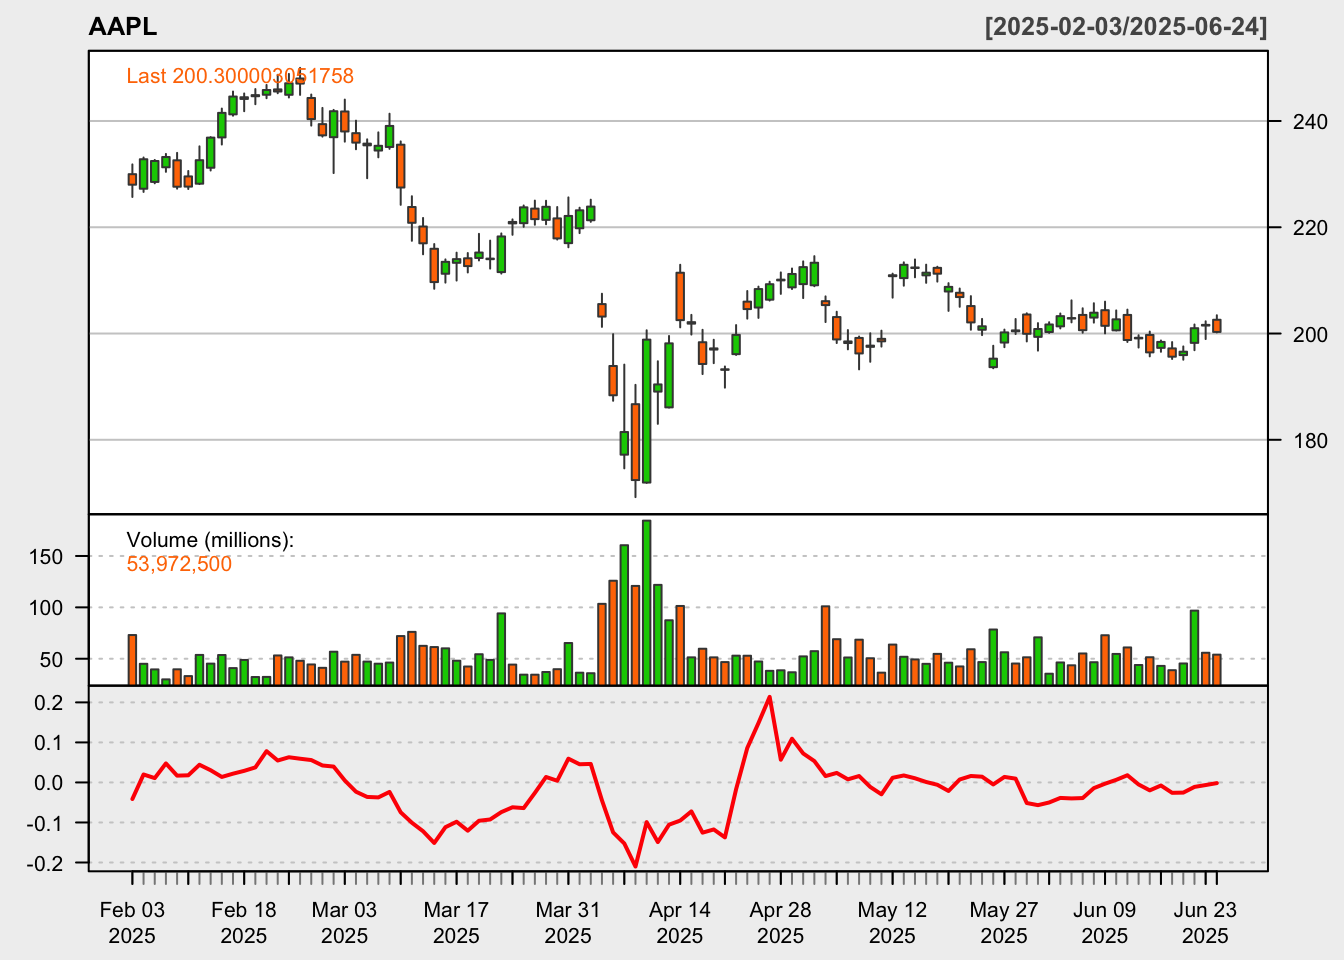 AAPL
[2025-02-03/2025-06-24]
Last 200.300003051758
240
220
200
180
Volume (millions):
53,972,500
150
100
50
0.2
0.1
0.0
-0.1
-0.2
Feb 03 Feb 18 Mar 03 Mar 17 Mar 31 Apr 14 Apr 28 May 12 May 27 Jun 09 Jun 23
2025 2025 2025 2025 2025 2025 2025 2025 2025 2025 2025